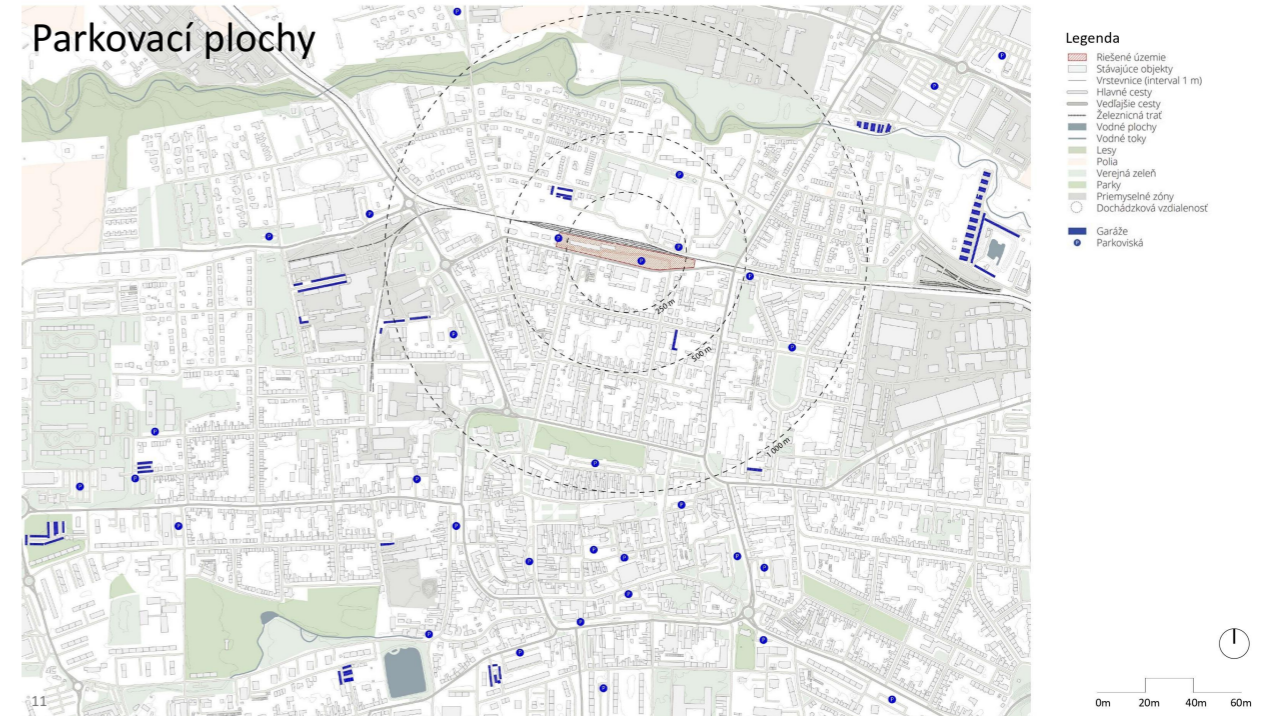 Parkovací plochy
Legenda
Riešené územie
Stávajúce objekty
Vrstevnice (interval 1 m)
Hlavné cesty
Vedľajšie cesty
Železnicná trať
Vodné plochy
Vodné toky
Lesy
Polia
Verejná zeleň
Parky
Priemyselné zóny
Dochádzková vzdialenosť
Garáže
P Parkoviská
250 m
500 m
1 000 m
11
0m 20m 40m 60m